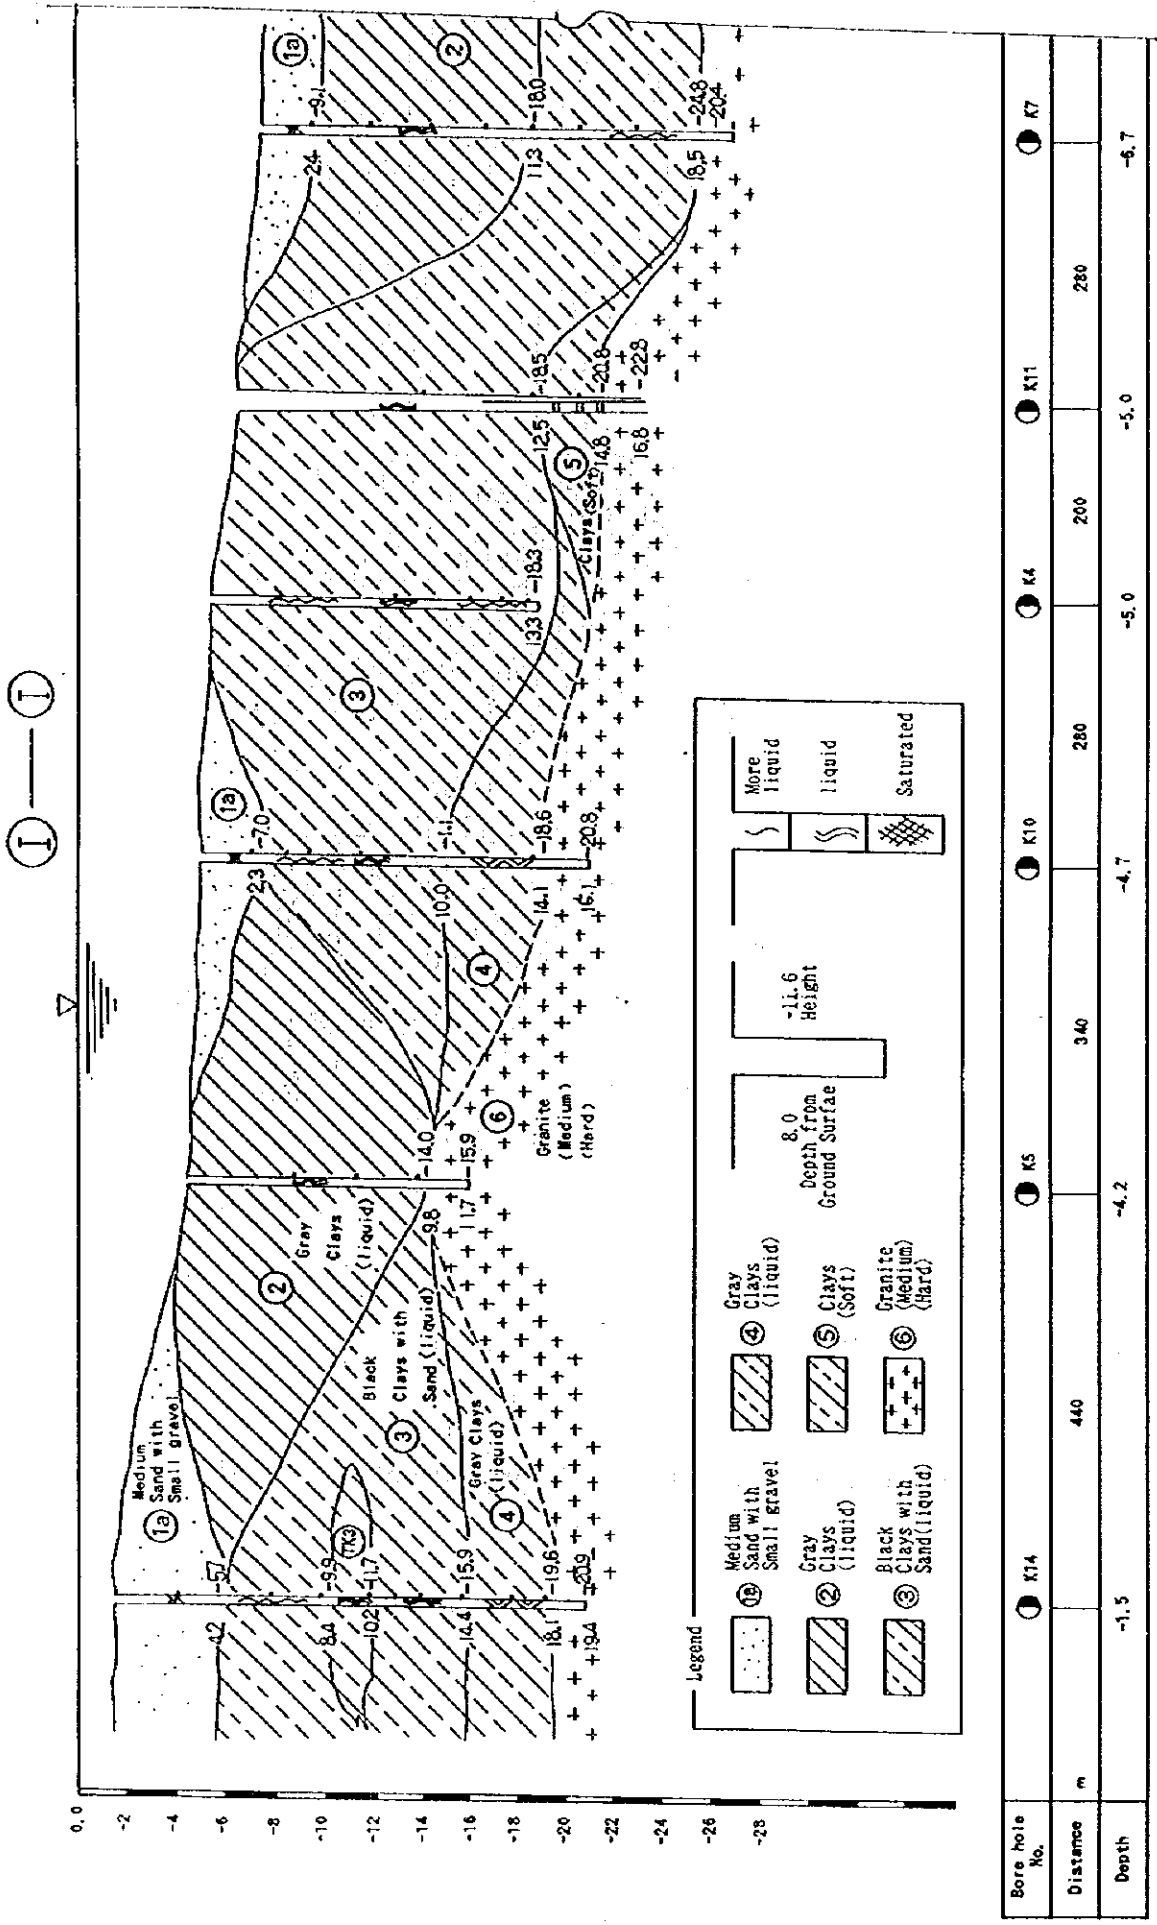 I — I
0.
-2
-4
-6
-8
-10
-12
-14
-16
-18
-20
-22
-24
-26
-28
1a Medium
Sand with
Small gravel
2 Gray
Clays
(liquid)
3 Black
Clays with
Sand (liquid)
4 Gray Clays
(liquid)
TK3
6 Granite
(Medium)
(Hard)
4
1a
3
5 Clays (Soft)
1a
2
4.2
8.4
10.2
14.4
18.1
19.4
-5.7
-9.9
-11.7
-15.9
-19.6
-20.9
9.8
11.7
-14.0
-15.9
2.3
10.0
14.1
16.1
-7.0
-18.6
-20.8
13.3
-18.3
12.5
14.8
16.8
-18.5
-20.8
-22.8
2.4
11.3
18.5
-9.1
-18.0
-24.8
-20.4
Legend
1a Medium
Sand with
Small gravel
2 Gray
Clays
(liquid)
3 Black
Clays with
Sand(liquid)
4 Gray
Clays
(liquid)
5 Clays
(Soft)
6 Granite
(Medium)
(Hard)
8.0
Depth from
Ground Surfae
-11.6
Height
More
liquid
liquid
Saturated
Bore hole No. K14 K5 K10 K4 K11 K7
Distance m 440 340 280 200 280
Depth -1.5 -4.2 -4.7 -5.0 -5.0 -6.7